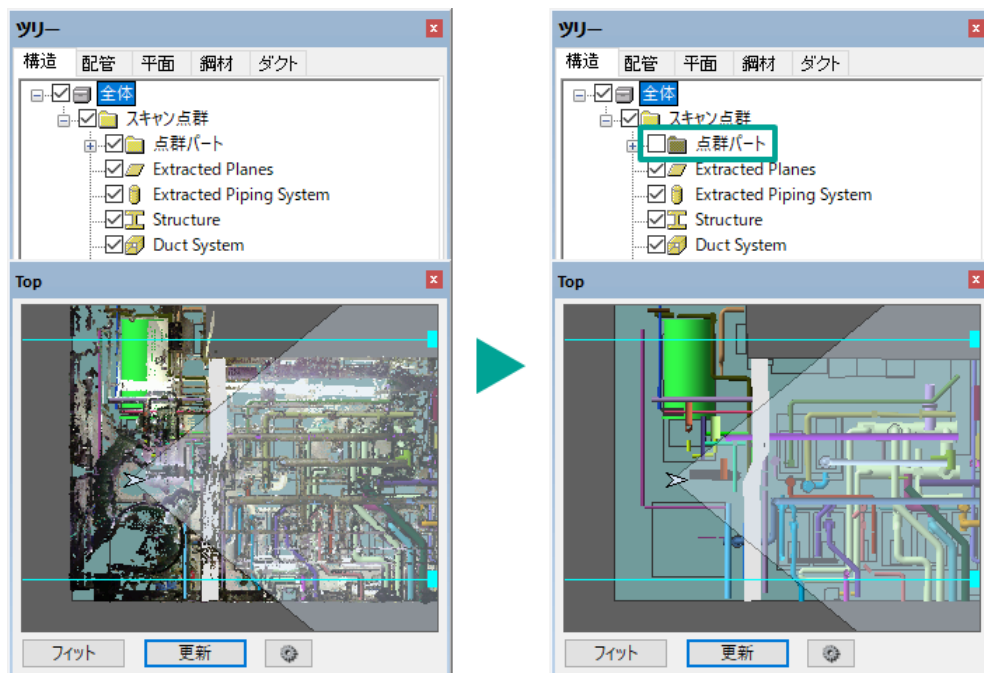 ツリー
構造 配管 平面 鋼材 ダクト
全体
スキャン点群
点群パート
Extracted Planes
Extracted Piping System
Structure
Duct System
Top
フィット 更新
ツリー
構造 配管 平面 鋼材 ダクト
全体
スキャン点群
点群パート
Extracted Planes
Extracted Piping System
Structure
Duct System
Top
フィット 更新